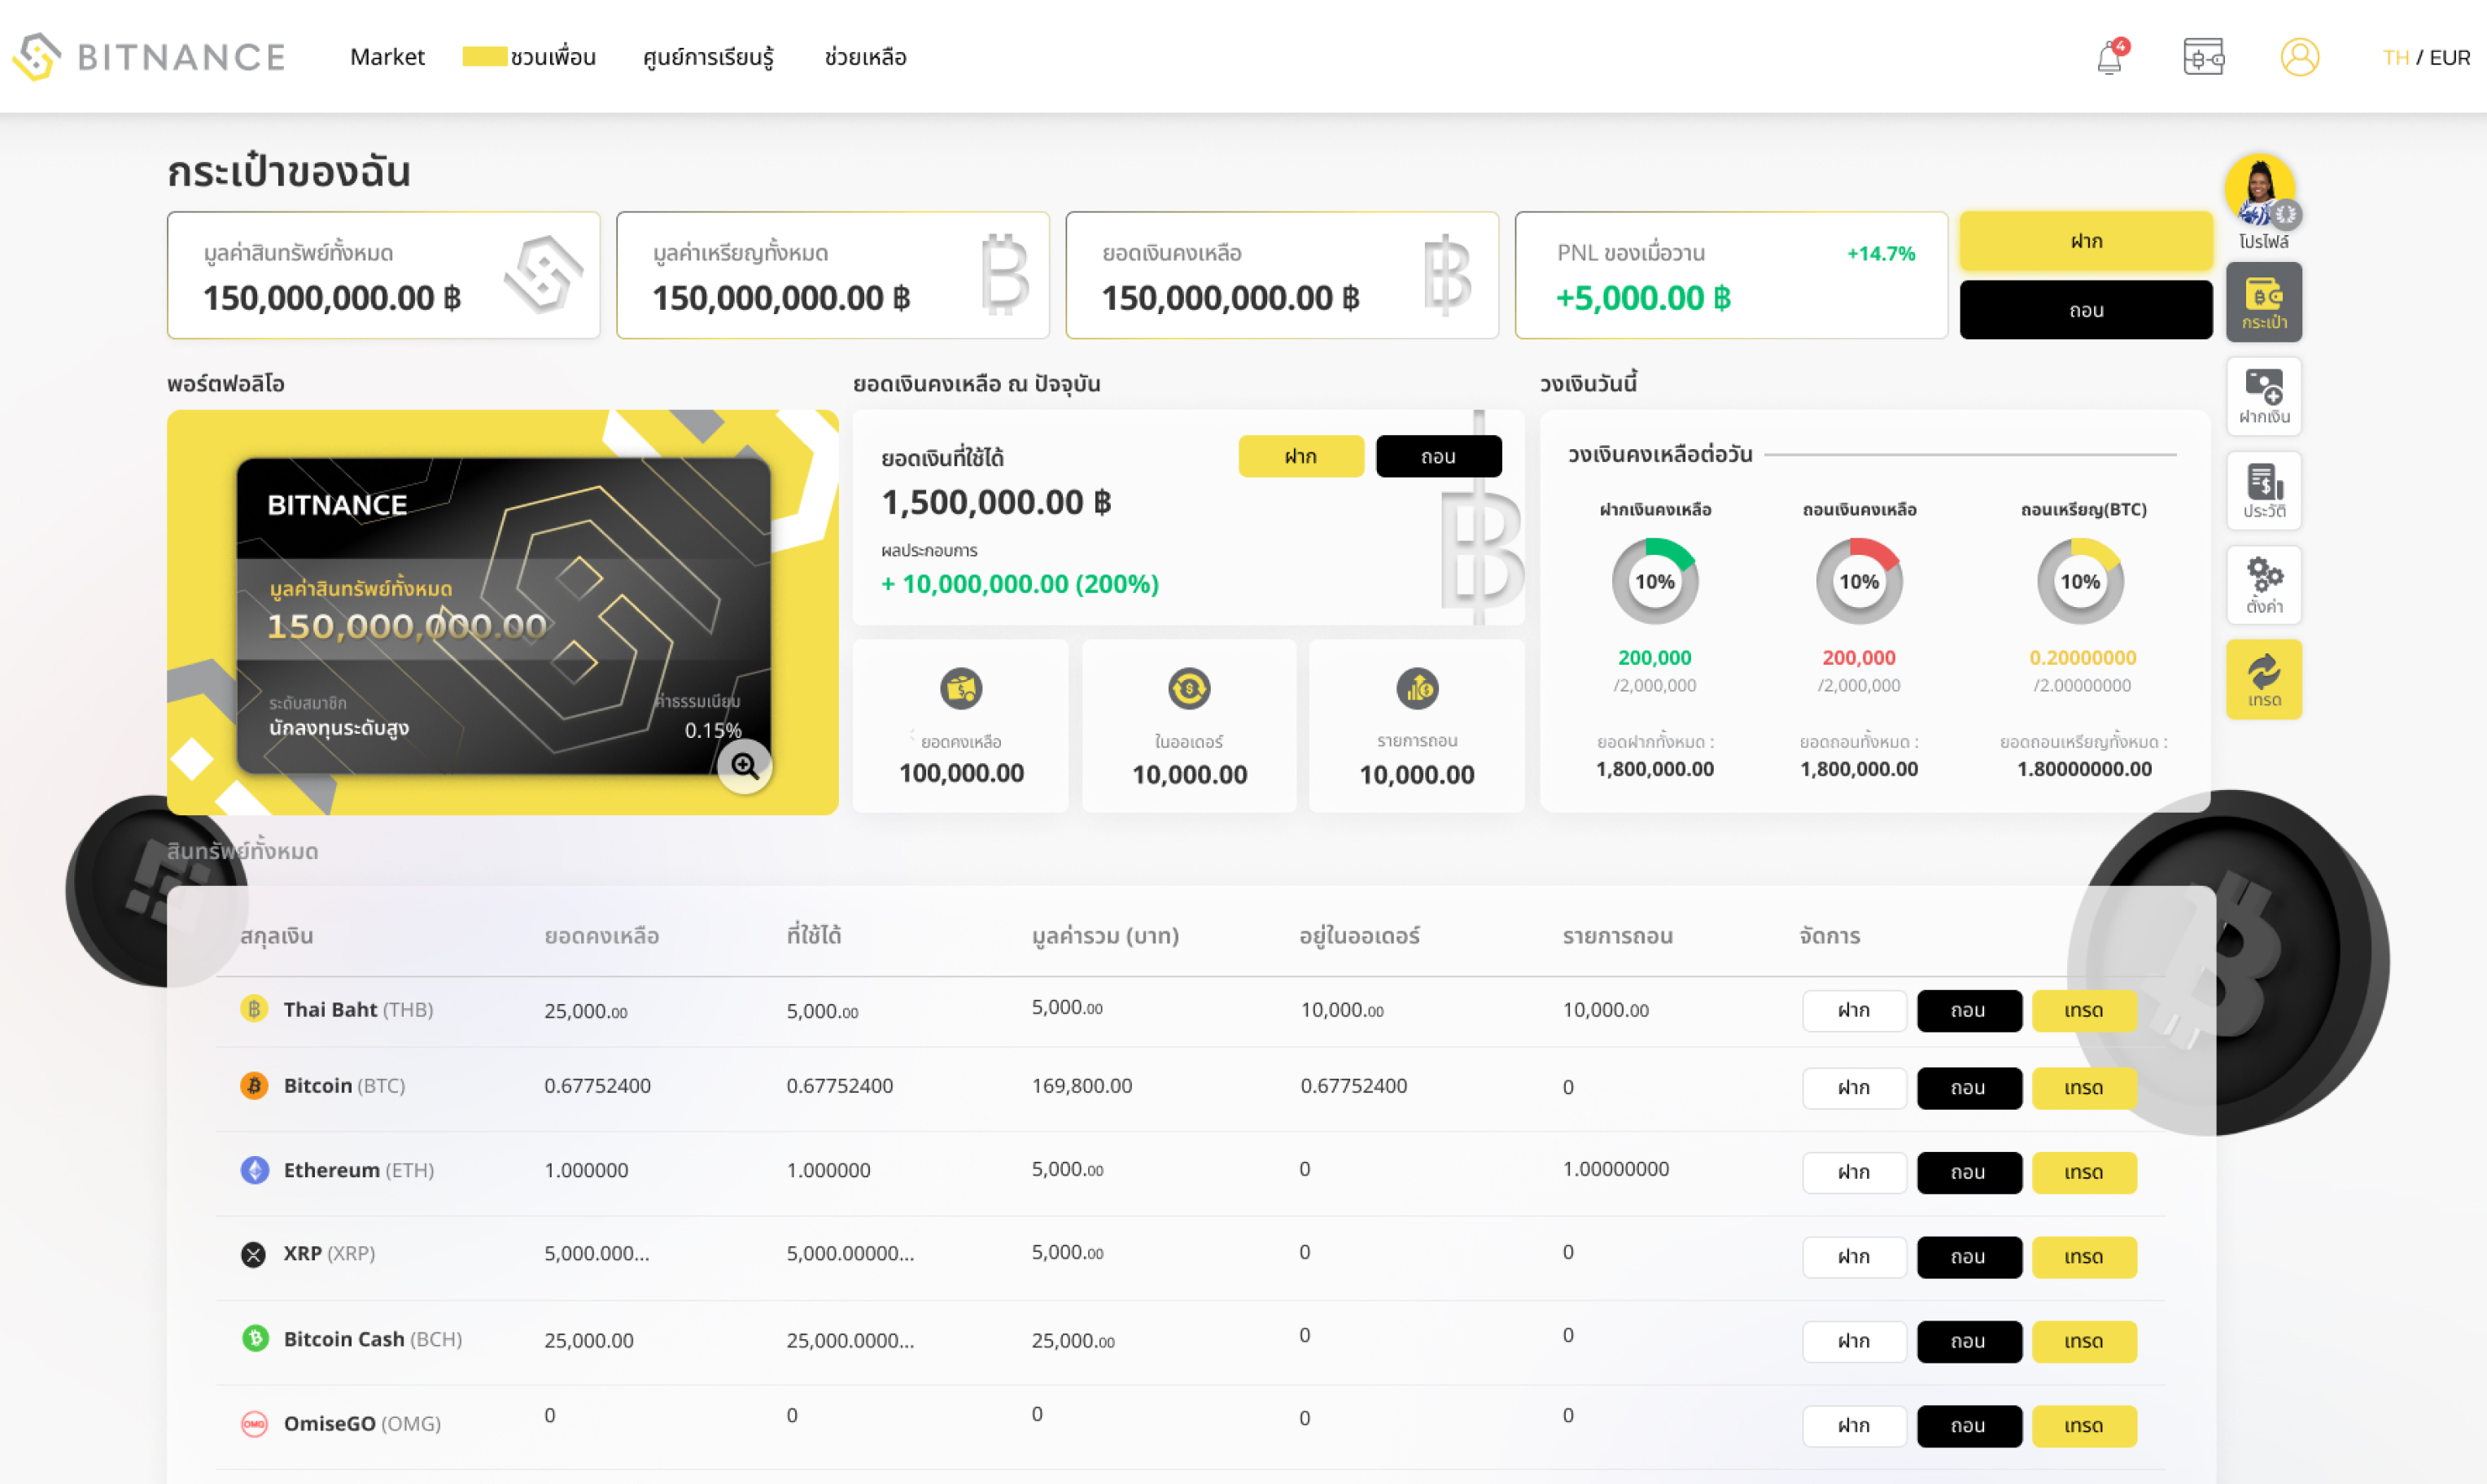 BITNANCE
Market
ชวนเพื่อน
ศูนย์การเรียนรู้
ช่วยเหลือ
4
TH / EUR
กระเป๋าของฉัน
มูลค่าสินทรัพย์ทั้งหมด
150,000,000.00 ฿
มูลค่าเหรียญทั้งหมด
150,000,000.00 ฿
ยอดเงินคงเหลือ
150,000,000.00 ฿
PNL ของเมื่อวาน
+14.7%
+5,000.00 ฿
ฝาก
ถอน
โปรไฟล์
กระเป๋า
ฝากเงิน
ประวัติ
ตั้งค่า
เทรด
พอร์ตฟอลิโอ
BITNANCE
มูลค่าสินทรัพย์ทั้งหมด
150,000,000.00
ระดับสมาชิก
นักลงทุนระดับสูง
ค่าธรรมเนียม
0.15%
ยอดเงินคงเหลือ ณ ปัจจุบัน
ยอดเงินที่ใช้ได้
ฝาก
ถอน
1,500,000.00 ฿
ผลประกอบการ
+ 10,000,000.00 (200%)
ยอดคงเหลือ
100,000.00
ในออเดอร์
10,000.00
รายการถอน
10,000.00
วงเงินวันนี้
วงเงินคงเหลือต่อวัน
ฝากเงินคงเหลือ
10%
200,000
/2,000,000
ยอดฝากทั้งหมด :
1,800,000.00
ถอนเงินคงเหลือ
10%
200,000
/2,000,000
ยอดถอนทั้งหมด :
1,800,000.00
ถอนเหรียญ(BTC)
10%
0.20000000
/2.00000000
ยอดถอนเหรียญทั้งหมด :
1.80000000.00
สินทรัพย์ทั้งหมด
สกุลเงิน ยอดคงเหลือ ที่ใช้ได้ มูลค่ารวม (บาท) อยู่ในออเดอร์ รายการถอน จัดการ
Thai Baht (THB) 25,000.00 5,000.00 5,000.00 10,000.00 10,000.00 ฝาก ถอน เทรด
Bitcoin (BTC) 0.67752400 0.67752400 169,800.00 0.67752400 0 ฝาก ถอน เทรด
Ethereum (ETH) 1.000000 1.000000 5,000.00 0 1.00000000 ฝาก ถอน เทรด
XRP (XRP) 5,000.000... 5,000.00000... 5,000.00 0 0 ฝาก ถอน เทรด
Bitcoin Cash (BCH) 25,000.00 25,000.0000... 25,000.00 0 0 ฝาก ถอน เทรด
OMG OmiseGO (OMG) 0 0 0 0 0 ฝาก ถอน เทรด